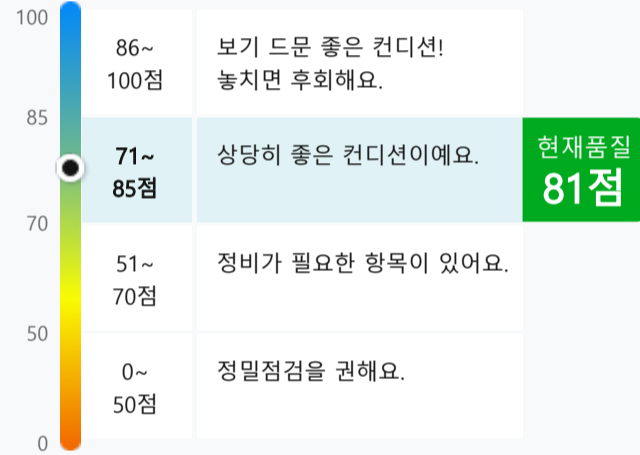 100
86~
100점
보기 드문 좋은 컨디션!
놓치면 후회해요.
85
71~
85점
상당히 좋은 컨디션이예요.
현재품질
81점
70
51~
70점
정비가 필요한 항목이 있어요.
50
0~
50점
정밀점검을 권해요.
0